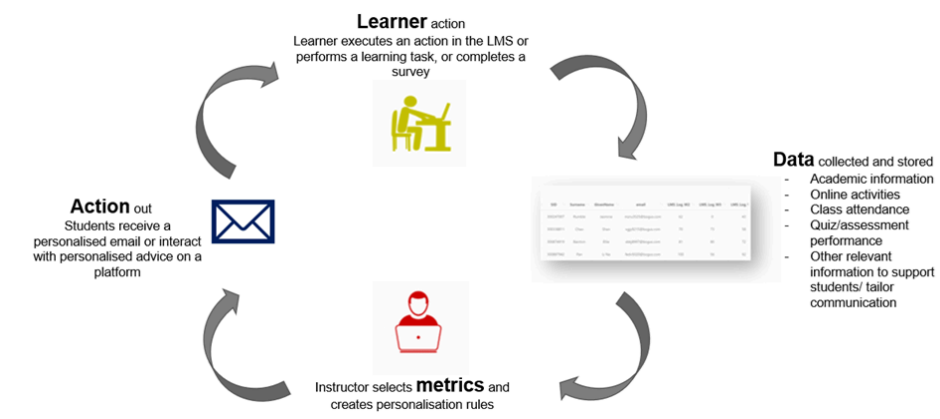 Learner action
Learner executes an action in the LMS or
performs a learning task, or completes a
survey
Data collected and stored
- Academic information
- Online activities
- Class attendance
- Quiz/assessment
performance
- Other relevant
information to support
students/ tailor
communication
SID Surname email
Instructor selects metrics and
creates personalisation rules
Action out
Students receive a
personalised email or interact
with personalised advice on a
platform